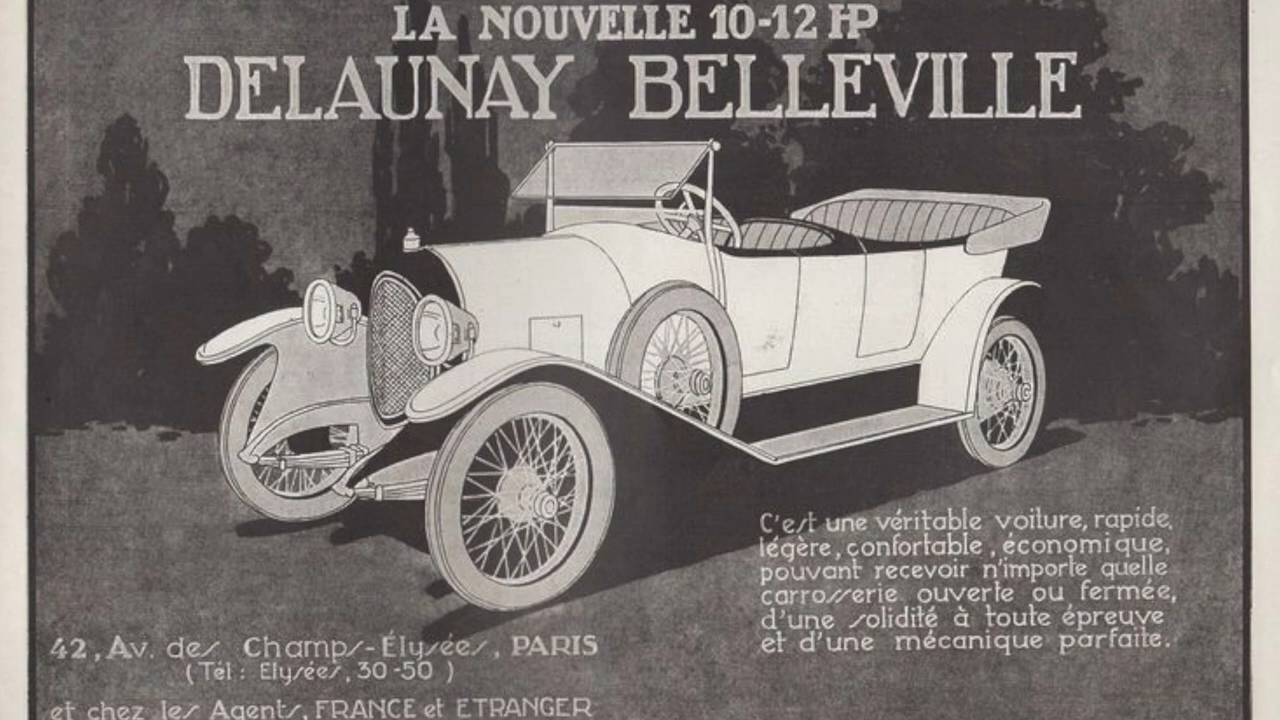 LA NOUVELLE 10-12 HP
DELAUNAY BELLEVILLE
C'est une véritable voiture, rapide,
légère, confortable, économique,
pouvant recevoir n'importe quelle
carrosserie ouverte ou fermée,
d'une solidité à toute épreuve
et d'une mécanique parfaite.
42, Av. des Champs-Élysées, PARIS
(Tél: Elysées, 30-50)
et chez les Agents, FRANCE et ETRANGER